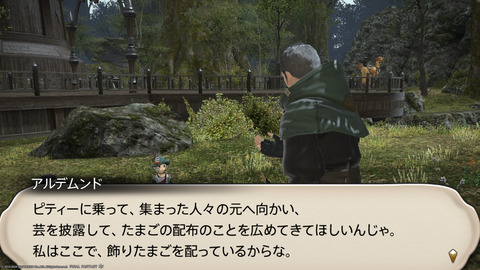 アルデムンド
ピティーに乗って、集まった人々の元へ向かい、
芸を披露して、たまごの配布のことを広めてきてほしいんじゃ。
私はここで、飾りたまごを配っているからな。